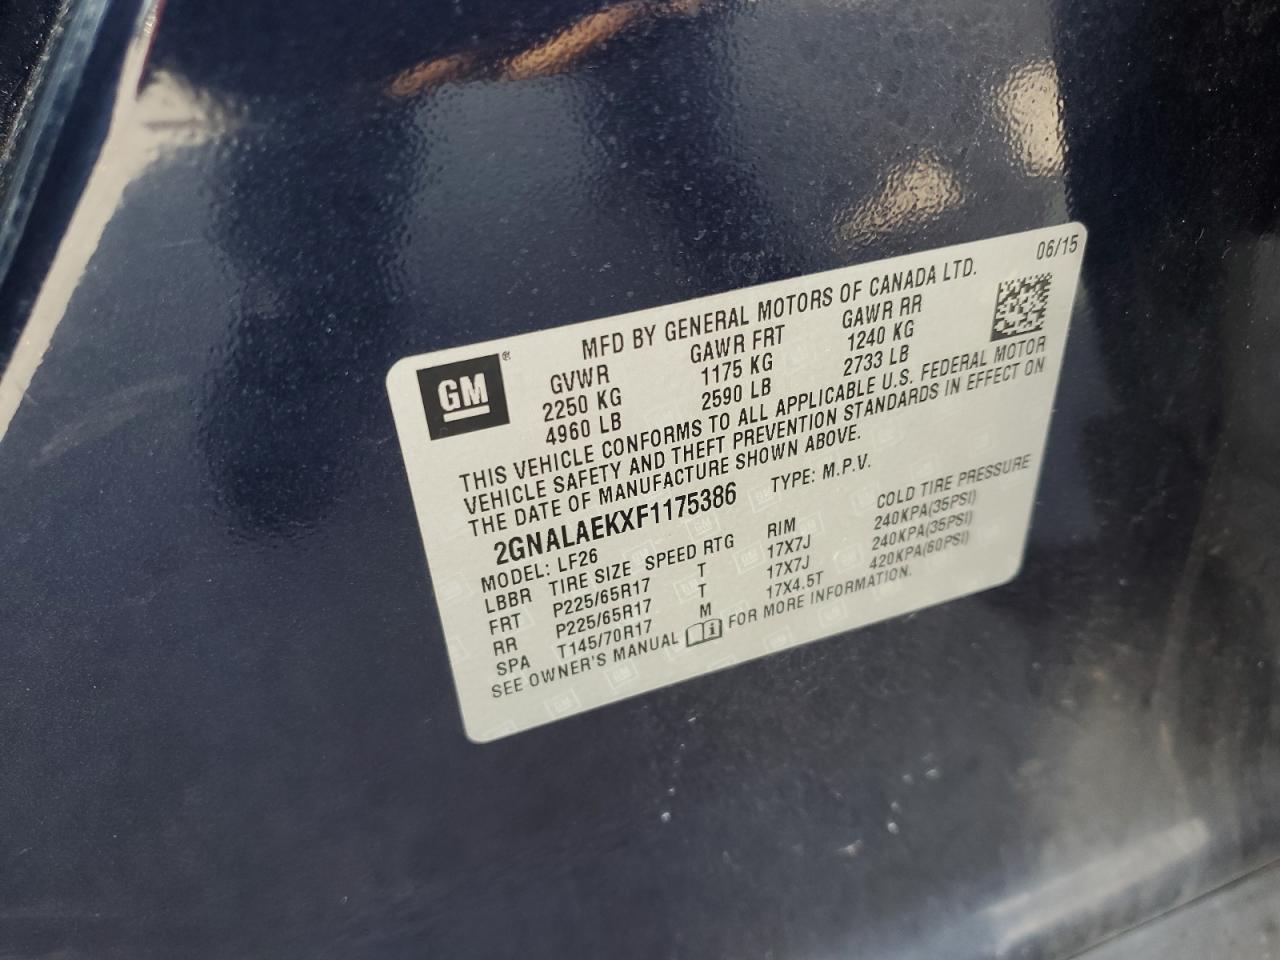 06/15
GM®
MFD BY GENERAL MOTORS OF CANADA LTD.
GVWR GAWR FRT GAWR RR
2250 KG 1175 KG 1240 KG
4960 LB 2590 LB 2733 LB
THIS VEHICLE CONFORMS TO ALL APPLICABLE U.S. FEDERAL MOTOR
VEHICLE SAFETY AND THEFT PREVENTION STANDARDS IN EFFECT ON
THE DATE OF MANUFACTURE SHOWN ABOVE.
2GNALAEKXF1175386 TYPE: M.P.V.
MODEL: LF26
LBBR TIRE SIZE SPEED RTG RIM COLD TIRE PRESSURE
FRT P225/65R17 T 17X7J 240KPA(35PSI)
RR P225/65R17 T 17X7J 240KPA(35PSI)
SPA T145/70R17 M 17X4.5T 420KPA(60PSI)
SEE OWNER'S MANUAL FOR MORE INFORMATION.